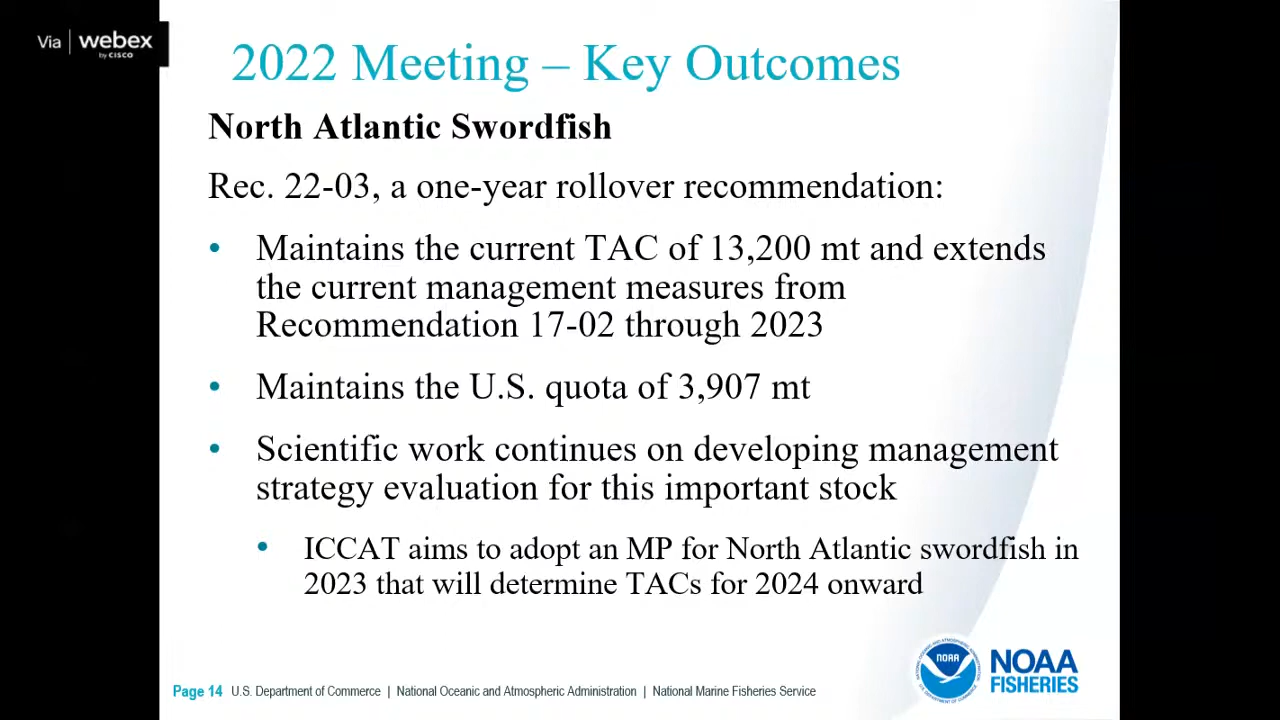 Via | webex
by CISCO
2022 Meeting – Key Outcomes
North Atlantic Swordfish
Rec. 22-03, a one-year rollover recommendation:
• Maintains the current TAC of 13,200 mt and extends
the current management measures from
Recommendation 17-02 through 2023
• Maintains the U.S. quota of 3,907 mt
• Scientific work continues on developing management
strategy evaluation for this important stock
• ICCAT aims to adopt an MP for North Atlantic swordfish in
2023 that will determine TACs for 2024 onward
Page 14 U.S. Department of Commerce | National Oceanic and Atmospheric Administration | National Marine Fisheries Service
NOAA
NOAA
FISHERIES